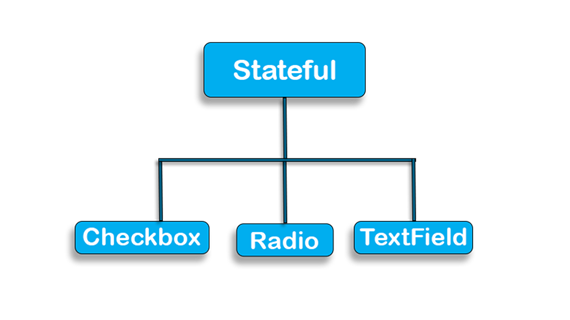 Stateful
Checkbox
Radio
TextField